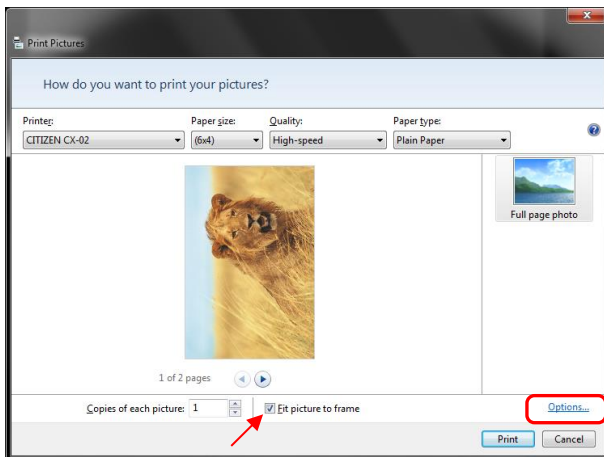 Print Pictures
How do you want to print your pictures?
Printer: Paper size: Quality: Paper type:
CITIZEN CX-02 (6x4) High-speed Plain Paper
Full page photo
1 of 2 pages
Copies of each picture: 1 Fit picture to frame Options...
Print Cancel